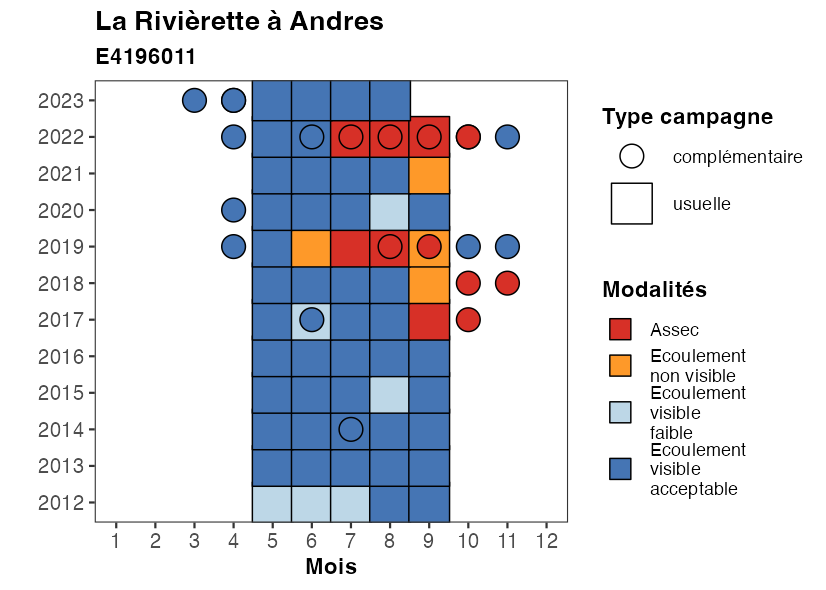 La Rivièrette à Andres
E4196011
2023
2022
2021
2020
2019
2018
2017
2016
2015
2014
2013
2012
1 2 3 4 5 6 7 8 9 10 11 12
Mois
Type campagne
complémentaire
usuelle
Modalités
Assec
Ecoulement
non visible
Ecoulement
visible
faible
Ecoulement
visible
acceptable